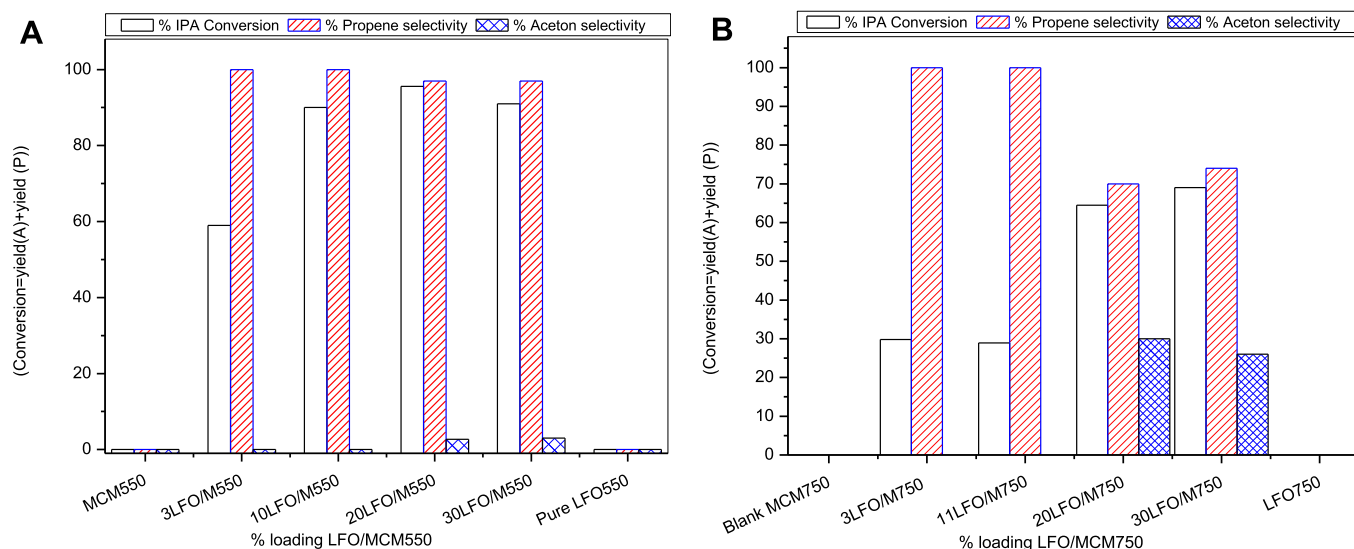 A
% IPA Conversion % Propene selectivity % Aceton selectivity
(Conversion=yield(A)+yield (P))
100
80
60
40
20
0
MCM550 3LFO/M550 10LFO/M550 20LFO/M550 30LFO/M550 Pure LFO550
% loading LFO/MCM550
B
% IPA Conversion % Propene selectivity % Aceton selectivity
(Conversion=yield(A)+yield (P))
100
90
80
70
60
50
40
30
20
10
0
Blank MCM750 3LFO/M750 11LFO/M750 20LFO/M750 30LFO/M750 LFO750
% loading LFO/MCM750